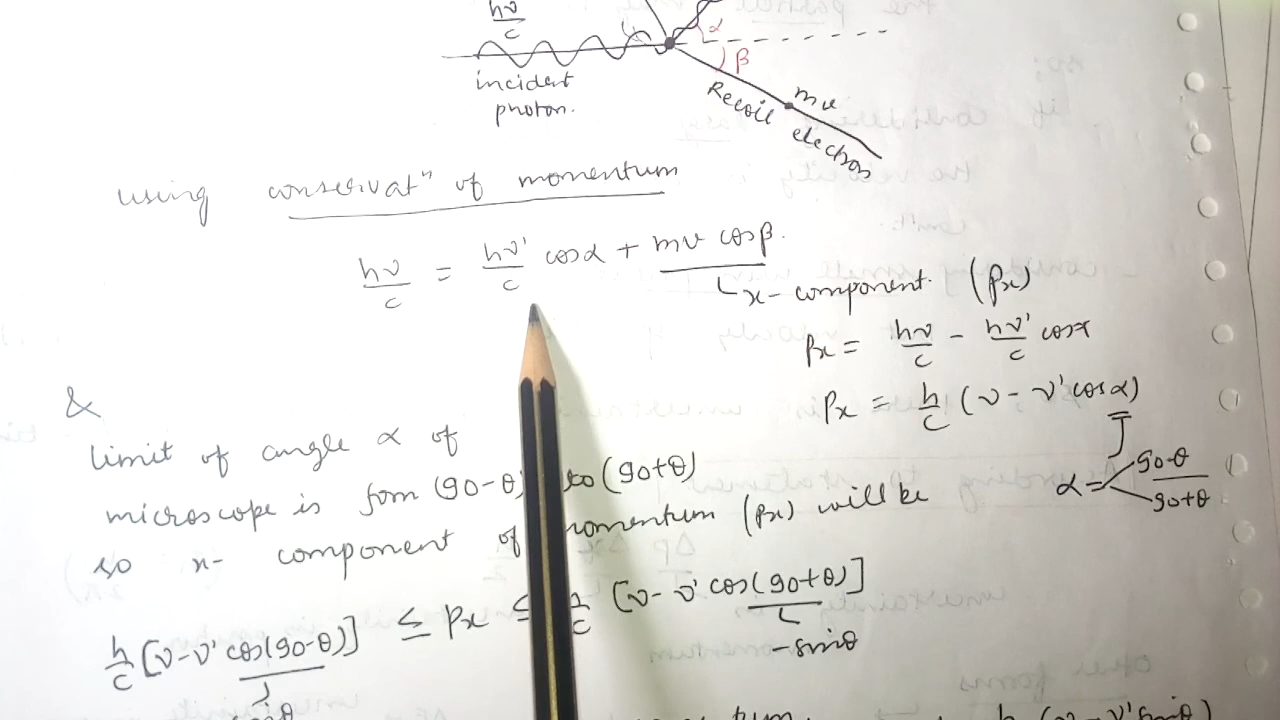 hν/c
α
β
incident
photon.
mv
Recoil electron
using conservatⁿ of momentum
hν/c = hν'/c cosα + mv cosβ.
x-component. (Px)
Px = hν/c - hν'/c cosα
Px = h/c (ν - ν' cosα)
&
limit of angle α of
microscope is form (90-θ) to (90+θ)
α = 90-θ
90+θ
so x- component of momentum (Px) will be
h/c [ν-ν' cos(90-θ)] ≤ Px ≤ h/c [ν-ν' cos(90+θ)]
-sinθ